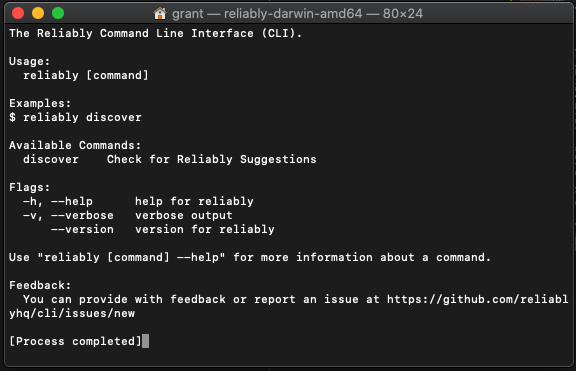 grant — reliably-darwin-amd64 — 80×24
The Reliably Command Line Interface (CLI).
Usage:
reliably [command]
Examples:
$ reliably discover
Available Commands:
discover    Check for Reliably Suggestions
Flags:
-h, --help      help for reliably
-v, --verbose   verbose output
--version   version for reliably
Use "reliably [command] --help" for more information about a command.
Feedback:
You can provide with feedback or report an issue at https://github.com/reliabl
yhq/cli/issues/new
[Process completed]